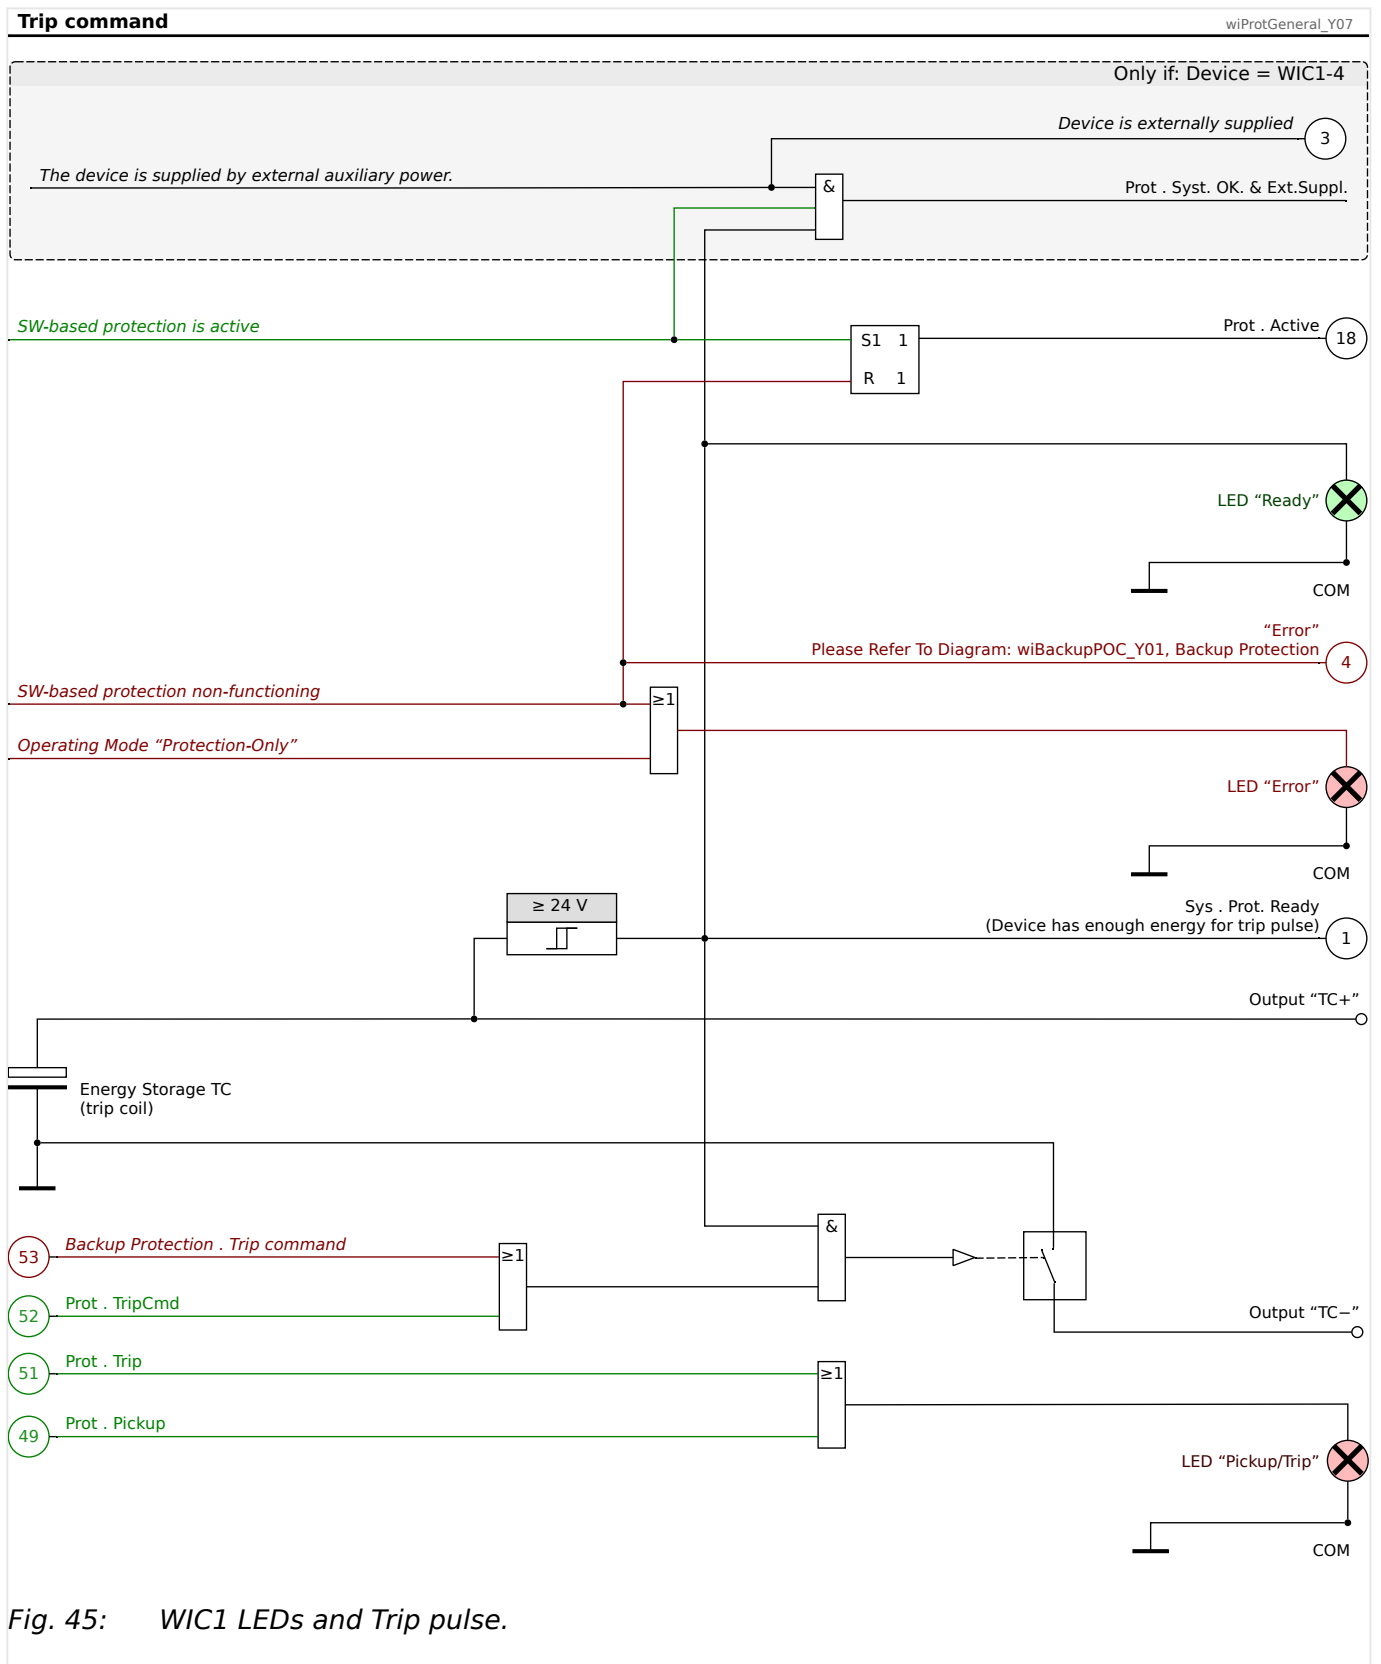 Trip command
wiProtGeneral_Y07
Only if: Device = WIC1-4
Device is externally supplied
3
The device is supplied by external auxiliary power.
&
Prot . Syst. OK. & Ext.Suppl.
SW-based protection is active
Prot . Active
18
S1 1
R 1
LED “Ready”
COM
“Error”
Please Refer To Diagram: wiBackupPOC_Y01, Backup Protection
4
SW-based protection non-functioning
≥1
Operating Mode “Protection-Only”
LED “Error”
COM
≥ 24 V
Sys . Prot. Ready
(Device has enough energy for trip pulse)
1
Output “TC+”
Energy Storage TC
(trip coil)
&
53
Backup Protection . Trip command
≥1
52
Prot . TripCmd
Output “TC−”
51
Prot . Trip
≥1
49
Prot . Pickup
LED “Pickup/Trip”
COM
Fig. 45: WIC1 LEDs and Trip pulse.